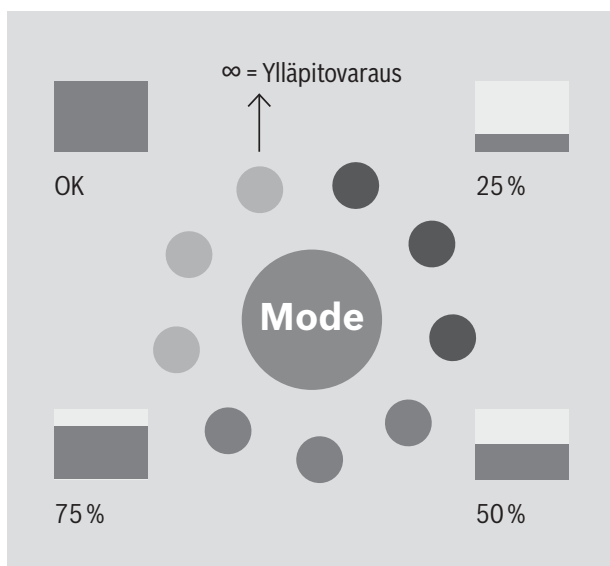 ∞ = Ylläpitovaraus
OK
25 %
Mode
75 %
50 %